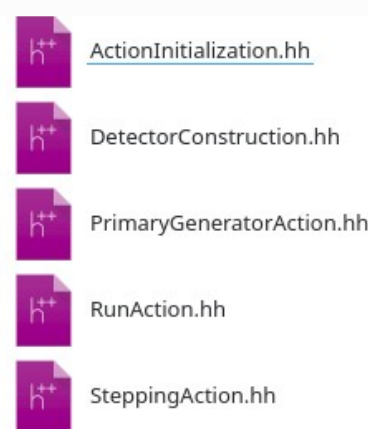 h++ ActionInitialization.hh
h++ DetectorConstruction.hh
h++ PrimaryGeneratorAction.hh
h++ RunAction.hh
h++ SteppingAction.hh